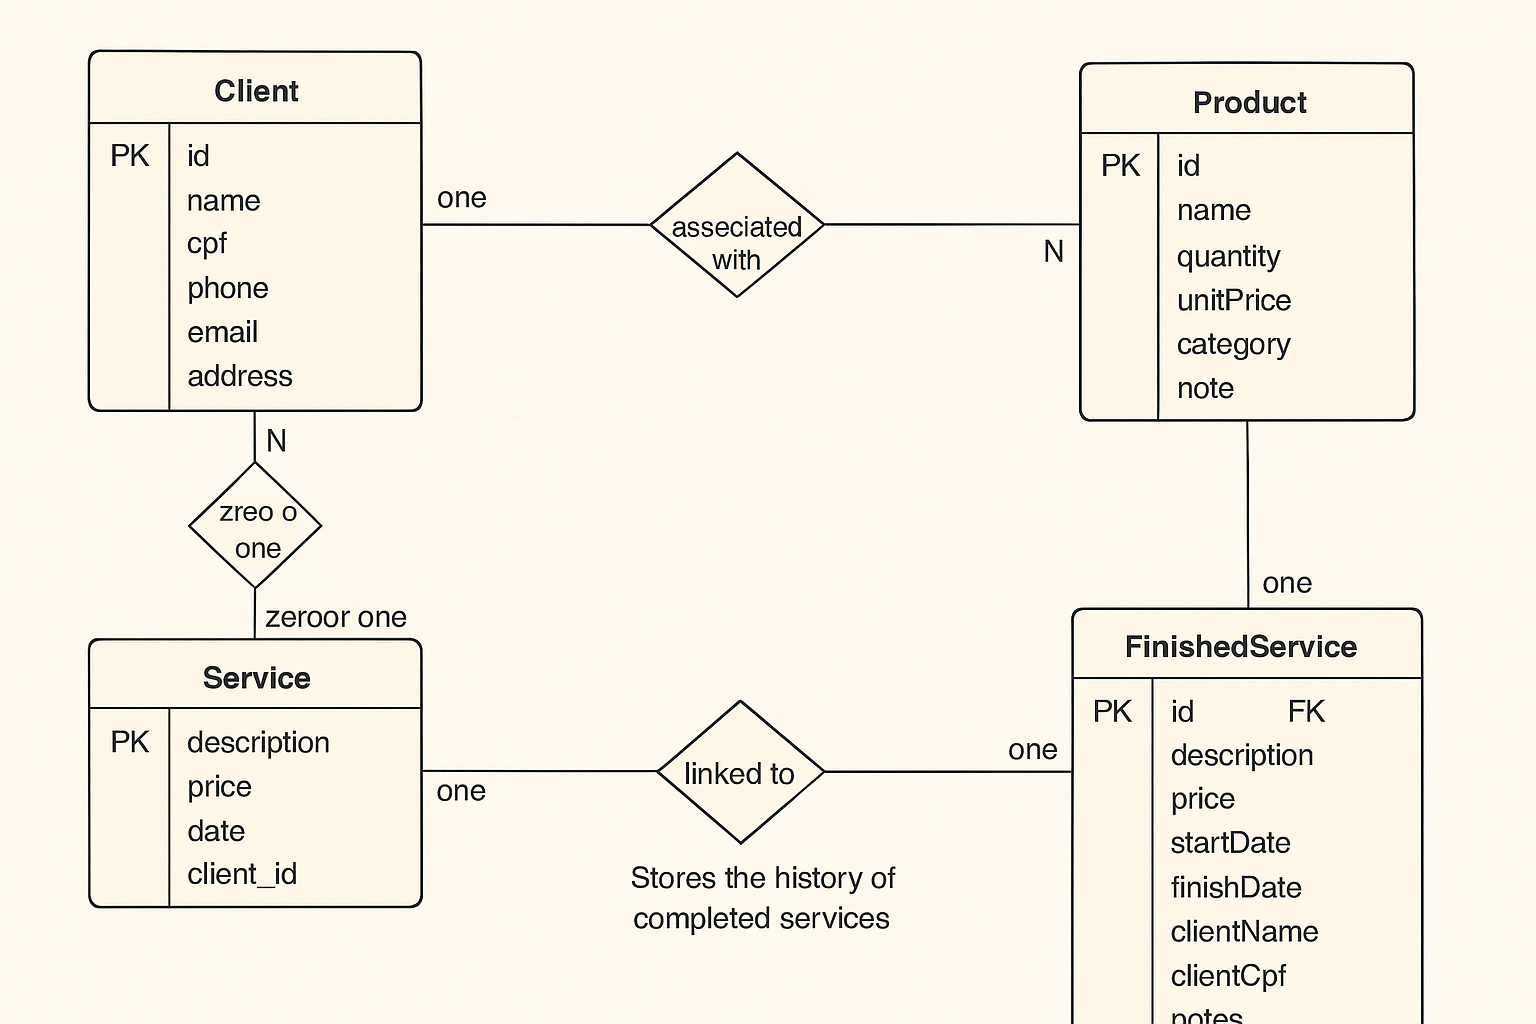 Client
PK id
name
cpf
phone
email
address
one
asseciated
with
N
Product
PK id
name
quantity
unitPrice
category
note
N
zreo o
one
zeroor one
one
Service
PK description
price
date
client_id
one
linked to
one
Stores the history of
completed services
FinishedService
PK id FK
description
price
startDate
finishDate
clientName
clientCpf
notes